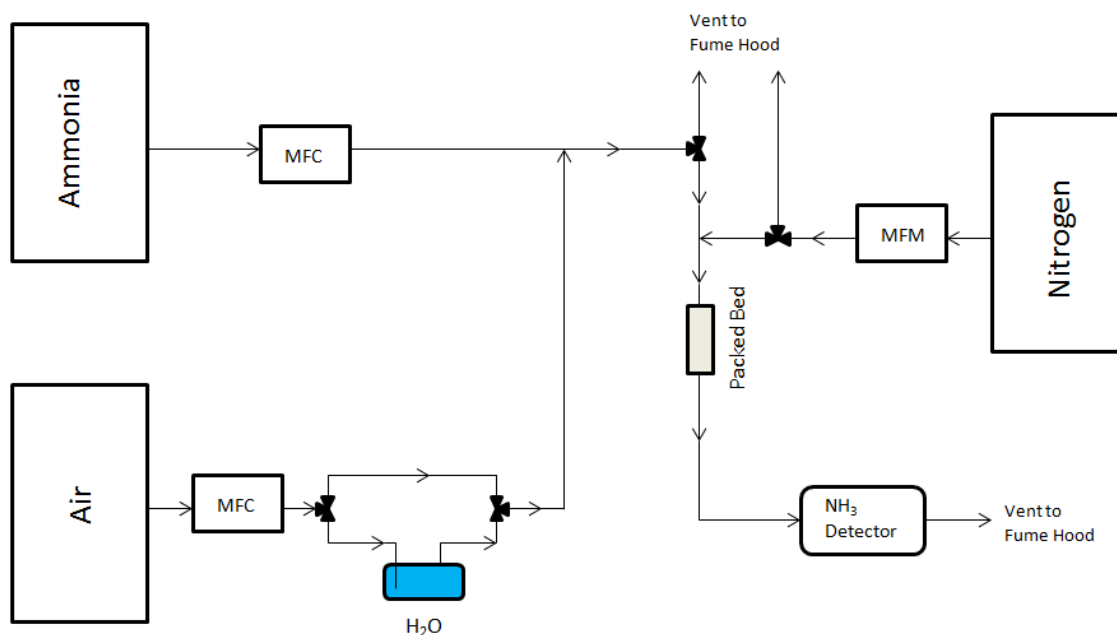 Vent to
Fume Hood
Ammonia
MFC
Nitrogen
MFM
Packed Bed
Air
MFC
NH₃
Detector
Vent to
Fume Hood
H₂O